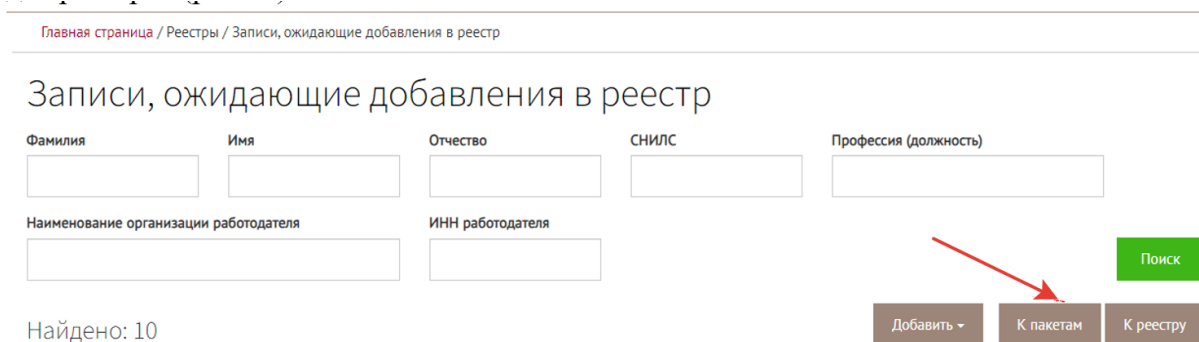 Главная страница / Реестры / Записи, ожидающие добавления в реестр
Записи, ожидающие добавления в реестр
Фамилия Имя Отчество СНИЛС Профессия (должность)
Наименование организации работодателя ИНН работодателя
Поиск
Найдено: 10 Добавить К пакетам К реестру